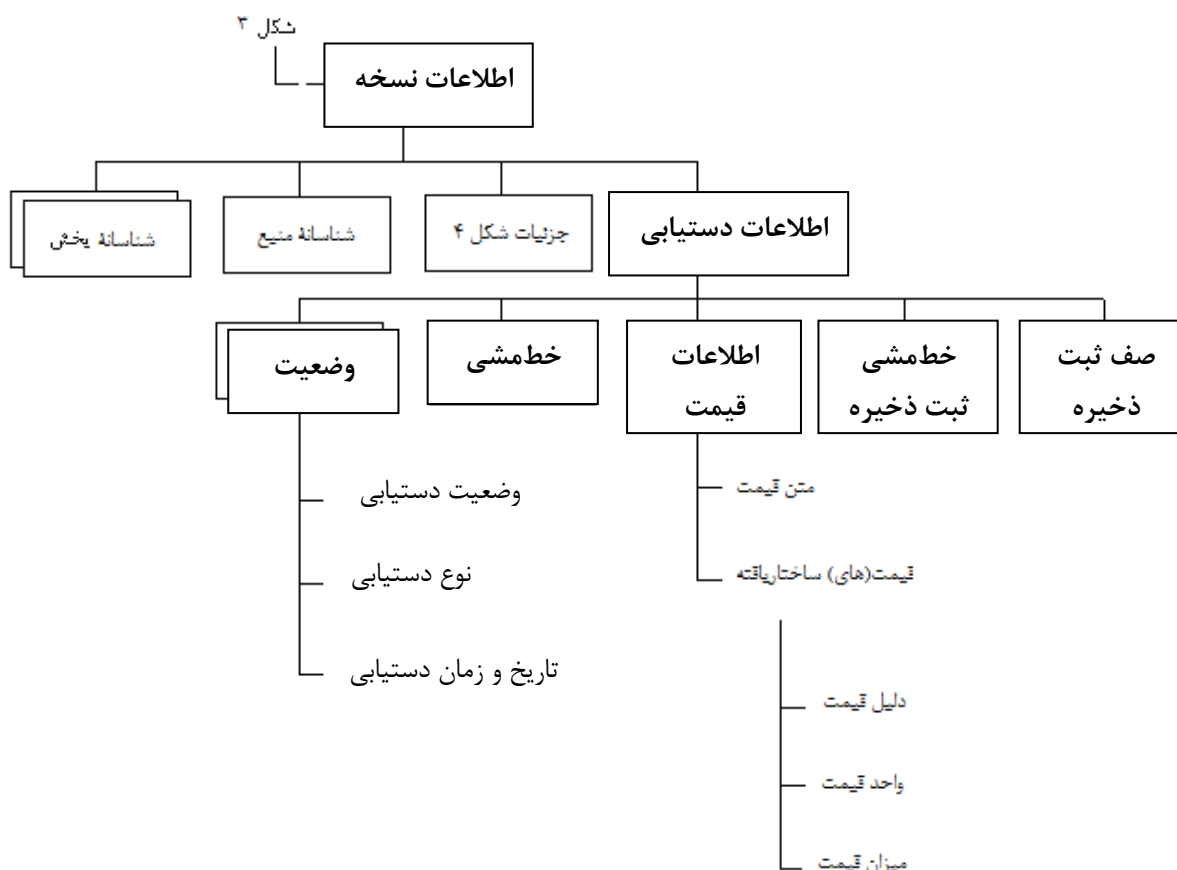 شکل ۳
اطلاعات نسخه
اطلاعات دستیابی
جزئیات شکل ۴
شناسانهٔ منبع
شناسانهٔ پخش
صف ثبت
ذخیره
خط‌مشی
ثبت ذخیره
اطلاعات
قیمت
خط‌مشی
وضعیت
متن قیمت
وضعیت دستیابی
قیمت(های) ساختاریافته
نوع دستیابی
تاریخ و زمان دستیابی
دلیل قیمت
واحد قیمت
میزان قیمت